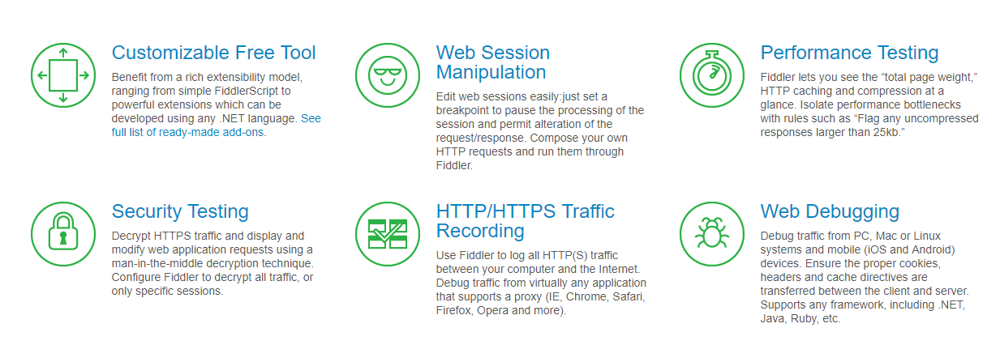 Customizable Free Tool
Benefit from a rich extensibility model,
ranging from simple FiddlerScript to
powerful extensions which can be
developed using any .NET language. See
full list of ready-made add-ons.
Web Session
Manipulation
Edit web sessions easily:just set a
breakpoint to pause the processing of the
session and permit alteration of the
request/response. Compose your own
HTTP requests and run them through
Fiddler.
Performance Testing
Fiddler lets you see the “total page weight,”
HTTP caching and compression at a
glance. Isolate performance bottlenecks
with rules such as “Flag any uncompressed
responses larger than 25kb.”
Security Testing
Decrypt HTTPS traffic and display and
modify web application requests using a
man-in-the-middle decryption technique.
Configure Fiddler to decrypt all traffic, or
only specific sessions.
HTTP/HTTPS Traffic
Recording
Use Fiddler to log all HTTP(S) traffic
between your computer and the Internet.
Debug traffic from virtually any application
that supports a proxy (IE, Chrome, Safari,
Firefox, Opera and more).
Web Debugging
Debug traffic from PC, Mac or Linux
systems and mobile (iOS and Android)
devices. Ensure the proper cookies,
headers and cache directives are
transferred between the client and server.
Supports any framework, including .NET,
Java, Ruby, etc.